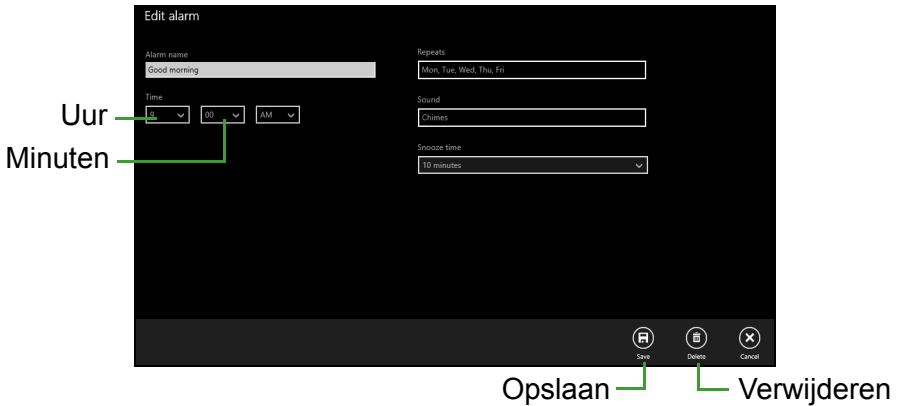 Edit alarm
Alarm name
Good morning
Time
9 00 AM
Repeats
Mon, Tue, Wed, Thu, Fri
Sound
Chimes
Snooze time
10 minutes
Uur
Minuten
Save Delete Cancel
Opslaan Verwijderen